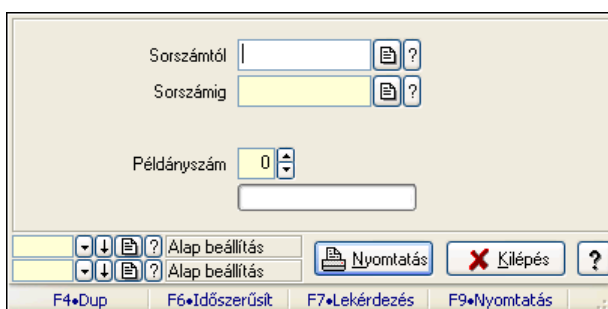 Sorszámtól ?
Sorszámig ?
Példányszám 0
? Alap beállítás
? Alap beállítás
Nyomtatás Kilépés ?
F4•Dup F6•Időszerűsít F7•Lekérdezés F9•Nyomtatás